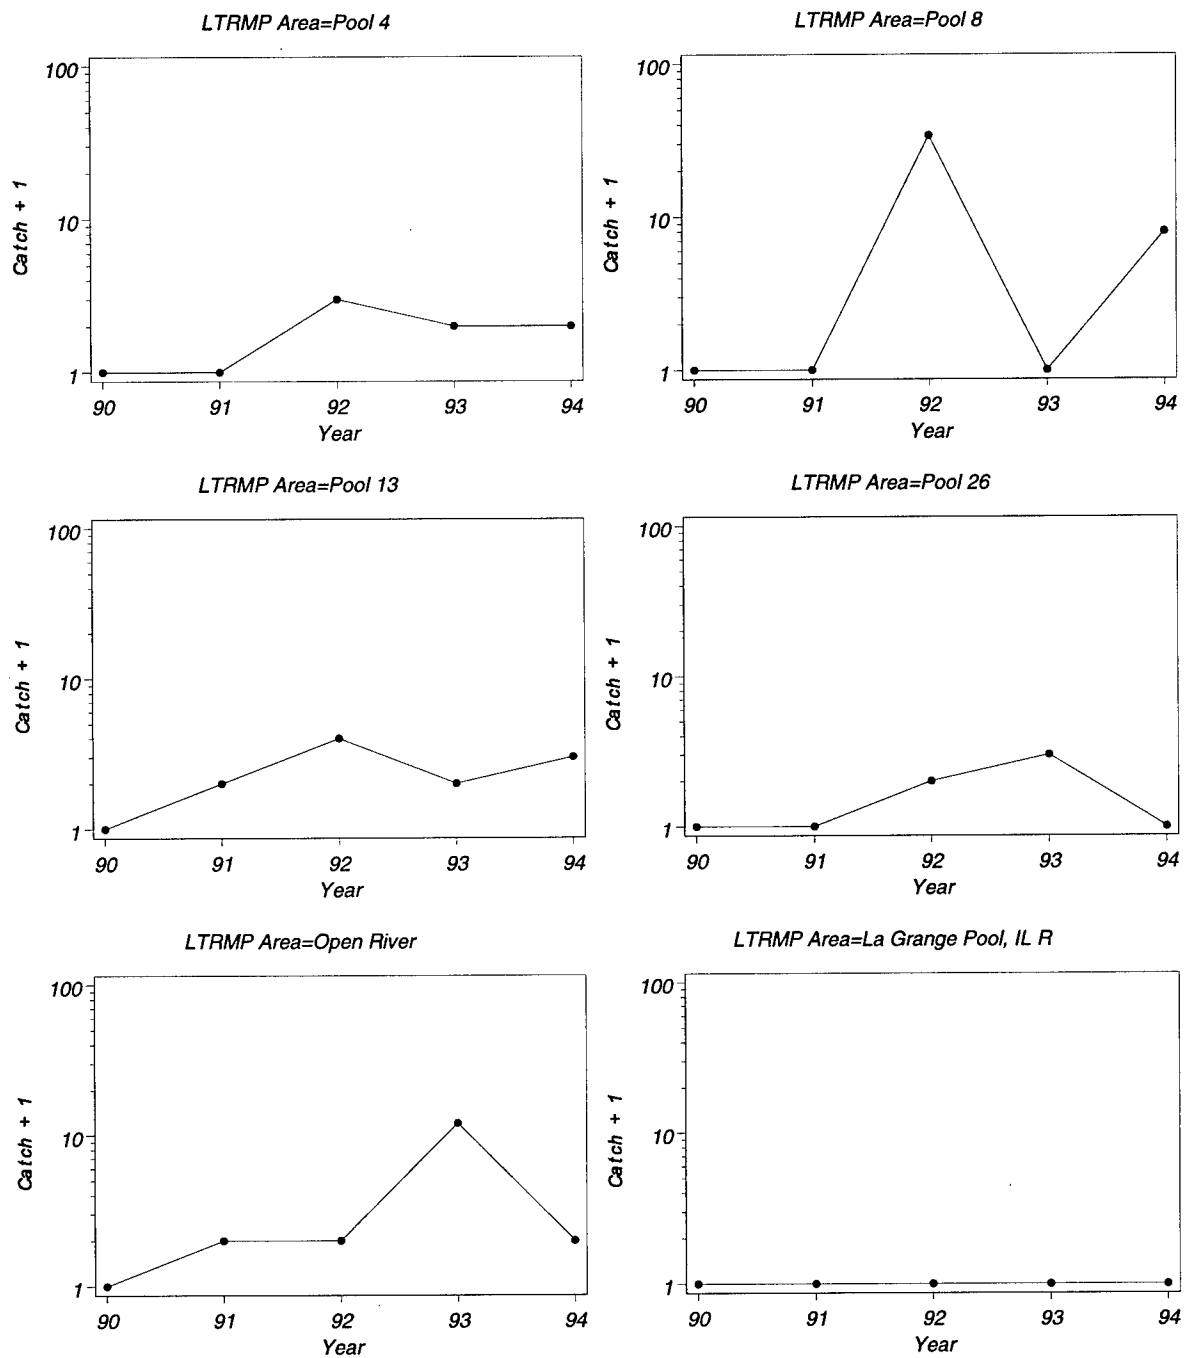 LTRMP Area=Pool 4
100
10
1
Catch + 1
90 91 92 93 94
Year
LTRMP Area=Pool 8
100
10
1
Catch + 1
90 91 92 93 94
Year
LTRMP Area=Pool 13
100
10
1
Catch + 1
90 91 92 93 94
Year
LTRMP Area=Pool 26
100
10
1
Catch + 1
90 91 92 93 94
Year
LTRMP Area=Open River
100
10
1
Catch + 1
90 91 92 93 94
Year
LTRMP Area=La Grange Pool, IL R
100
10
1
Catch + 1
90 91 92 93 94
Year